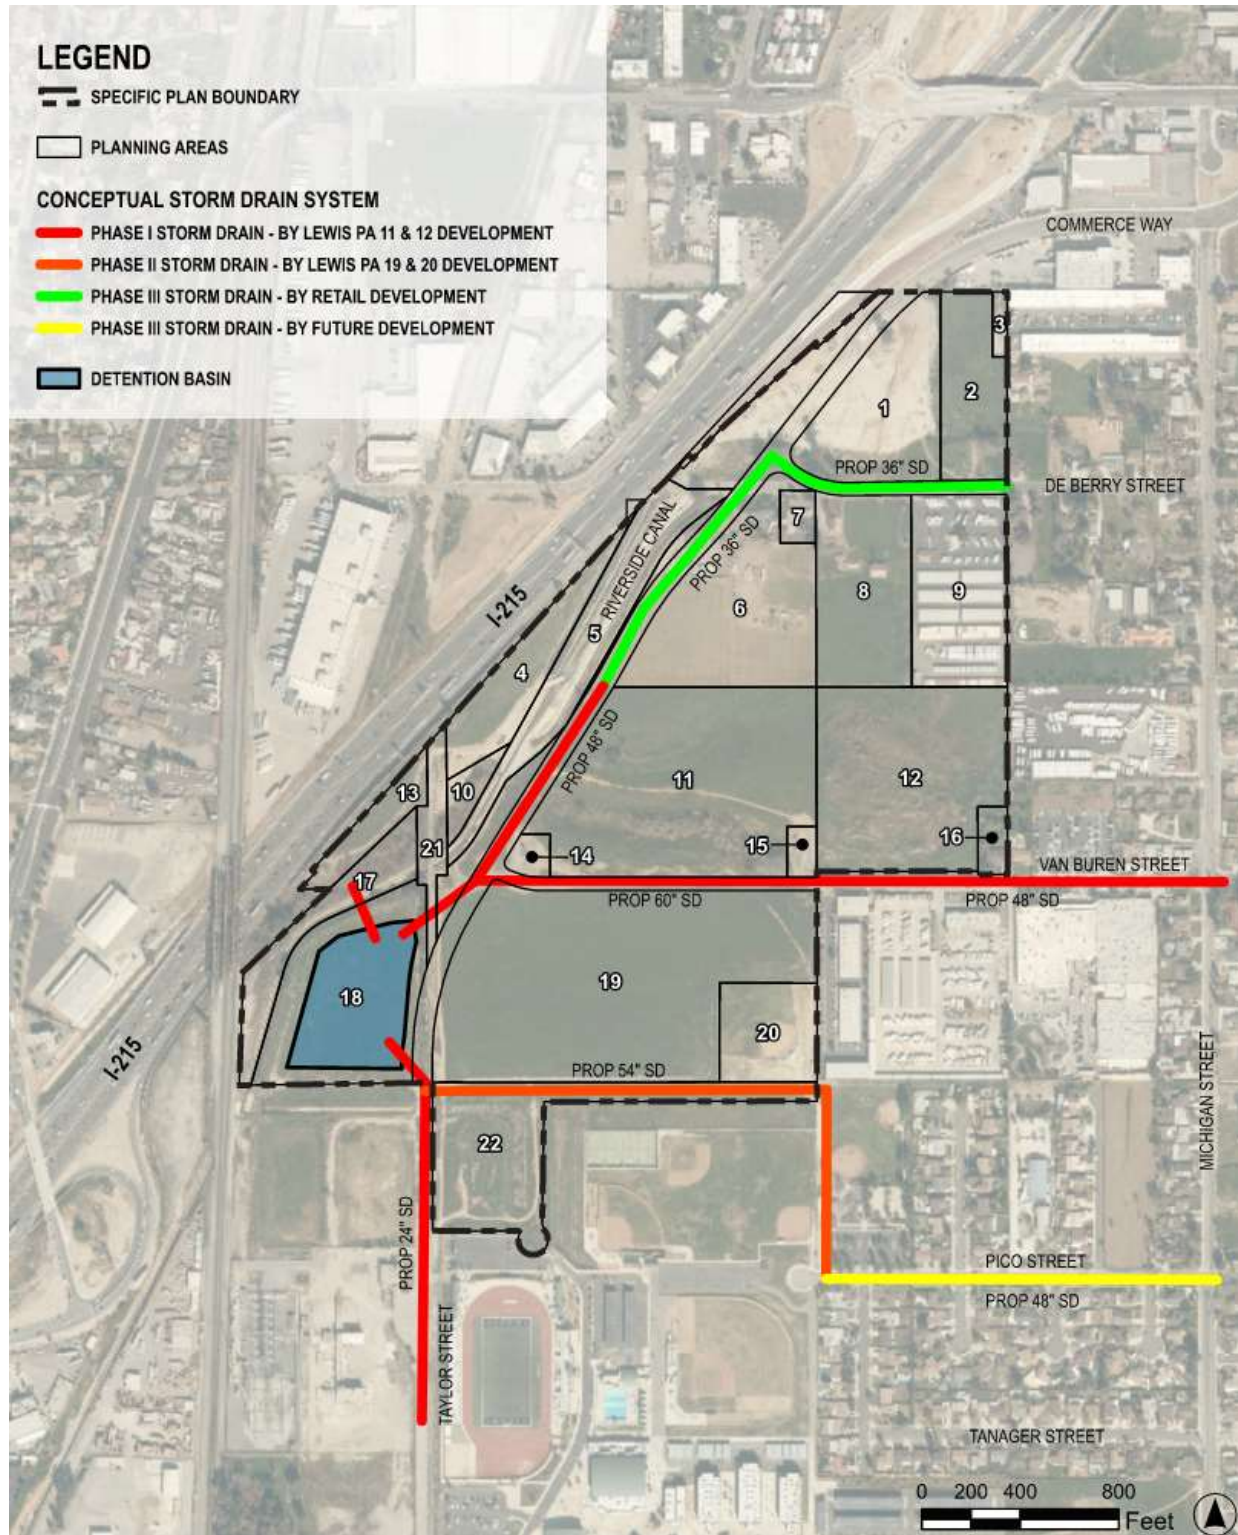 LEGEND
SPECIFIC PLAN BOUNDARY
PLANNING AREAS
CONCEPTUAL STORM DRAIN SYSTEM
PHASE I STORM DRAIN - BY LEWIS PA 11 & 12 DEVELOPMENT
PHASE II STORM DRAIN - BY LEWIS PA 19 & 20 DEVELOPMENT
PHASE III STORM DRAIN - BY RETAIL DEVELOPMENT
PHASE III STORM DRAIN - BY FUTURE DEVELOPMENT
DETENTION BASIN
COMMERCE WAY
3
2
1
PROP 36" SD
DE BERRY STREET
7
PROP 36" SD
RIVERSIDE CANAL
I-215
8
9
6
5
4
PROP 48" SD
11
12
13
10
21
14
15
16
VAN BUREN STREET
17
PROP 60" SD
PROP 48" SD
19
18
20
I-215
PROP 54" SD
MICHIGAN STREET
22
PROP 24" SD
PICO STREET
PROP 48" SD
TAYLOR STREET
TANAGER STREET
0 200 400 800
Feet